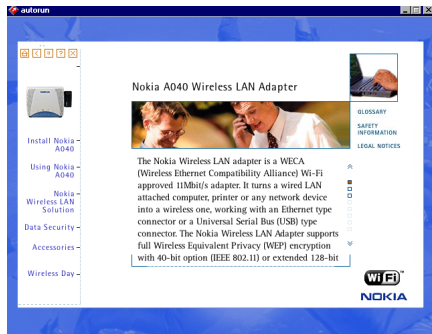 autorun
Nokia A040 Wireless LAN Adapter
Install Nokia
A040
Using Nokia
A040
Nokia
Wireless LAN
Solution
Data Security
Accessories
Wireless Day
The Nokia Wireless LAN adapter is a WECA
(Wireless Ethernet Compatibility Alliance) Wi-Fi
approved 11Mbit/s adapter. It turns a wired LAN
attached computer, printer or any network device
into a wireless one, working with an Ethernet type
connector or a Universal Serial Bus (USB) type
connector. The Nokia Wireless LAN Adapter supports
full Wireless Equivalent Privacy (WEP) encryption
with 40-bit option (IEEE 802.11) or extended 128-bit
GLOSSARY
SAFETY
INFORMATION
LEGAL NOTICES
Wi Fi
NOKIA